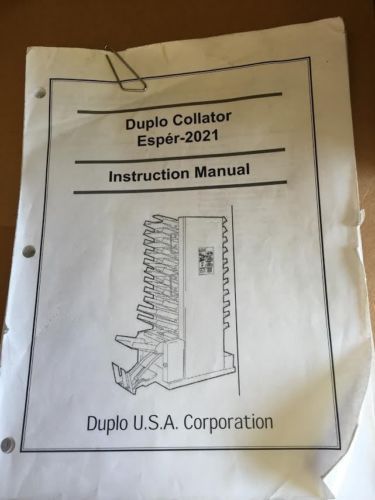 Duplo Collator
Espér-2021
Instruction Manual
Duplo U.S.A. Corporation